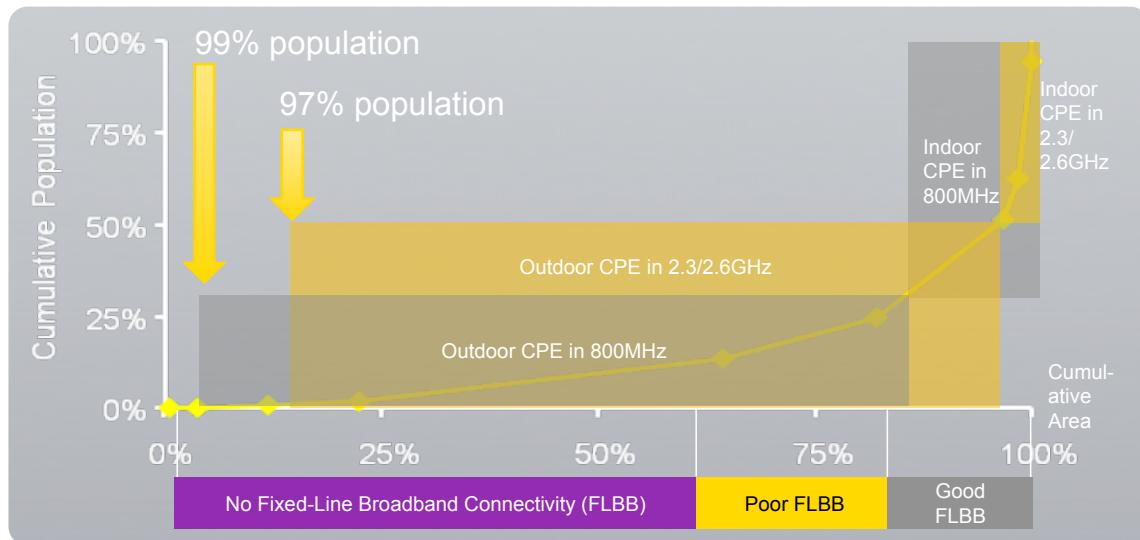 100%
99% population
97% population
75%
50%
25%
0%
Cumulative Population
Indoor
CPE in
2.3/
2.6GHz
Indoor
CPE in
800MHz
Outdoor CPE in 2.3/2.6GHz
Outdoor CPE in 800MHz
Cumul-
ative
Area
0%
25%
50%
75%
100%
No Fixed-Line Broadband Connectivity (FLBB)
Poor FLBB
Good
FLBB